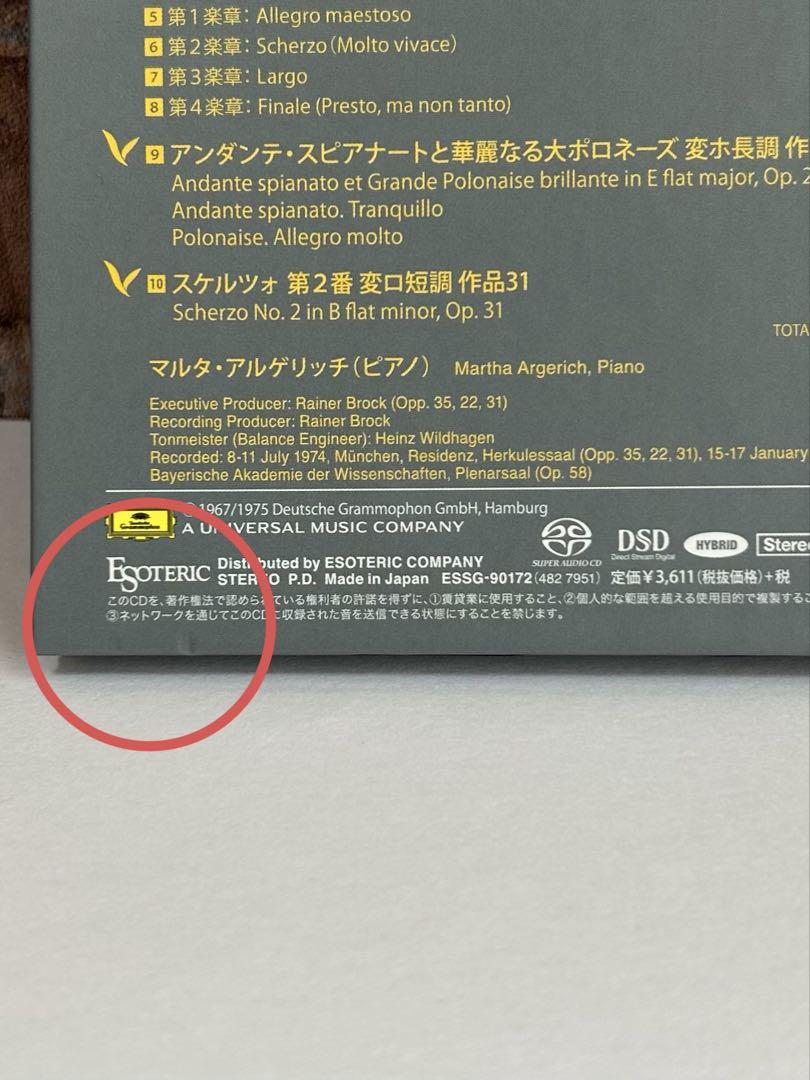 5 第1楽章: Allegro maestoso
6 第2楽章: Scherzo (Molto vivace)
7 第3楽章: Largo
8 第4楽章: Finale (Presto, ma non tanto)
9 アンダンテ・スピアナートと華麗なる大ポロネーズ 変ホ長調 作
Andante spianato et Grande Polonaise brillante in E flat major, Op. 2
Andante spianato. Tranquillo
Polonaise. Allegro molto
10 スケルツォ 第2番 変ロ短調 作品31
Scherzo No. 2 in B flat minor, Op. 31
TOTA
マルタ・アルゲリッチ(ピアノ) Martha Argerich, Piano
Executive Producer: Rainer Brock (Opp. 35, 22, 31)
Recording Producer: Rainer Brock
Tonmeister (Balance Engineer): Heinz Wildhagen
Recorded: 8-11 July 1974, München, Residenz, Herkulessaal (Opp. 35, 22, 31), 15-17 January
Bayerische Akademie der Wissenschaften, Plenarsaal (Op. 58)
℗1967/1975 Deutsche Grammophon GmbH, Hamburg
Deutsche Grammophon
A UNIVERSAL MUSIC COMPANY
SUPER AUDIO CD
DSD
Direct Stream Digital
HYBRID
Stereo
ESOTERIC
Distributed by ESOTERIC COMPANY
STEREO P.D. Made in Japan ESSG-90172 (482 7951) 定価¥3,611(税抜価格)+税
このCDを、著作権法で認められている権利者の許諾を得ずに、①賃貸業に使用すること、②個人的な範囲を超える使用目的で複製するこ
③ネットワークを通じてこのCDに収録された音を送信できる状態にすることを禁じます。